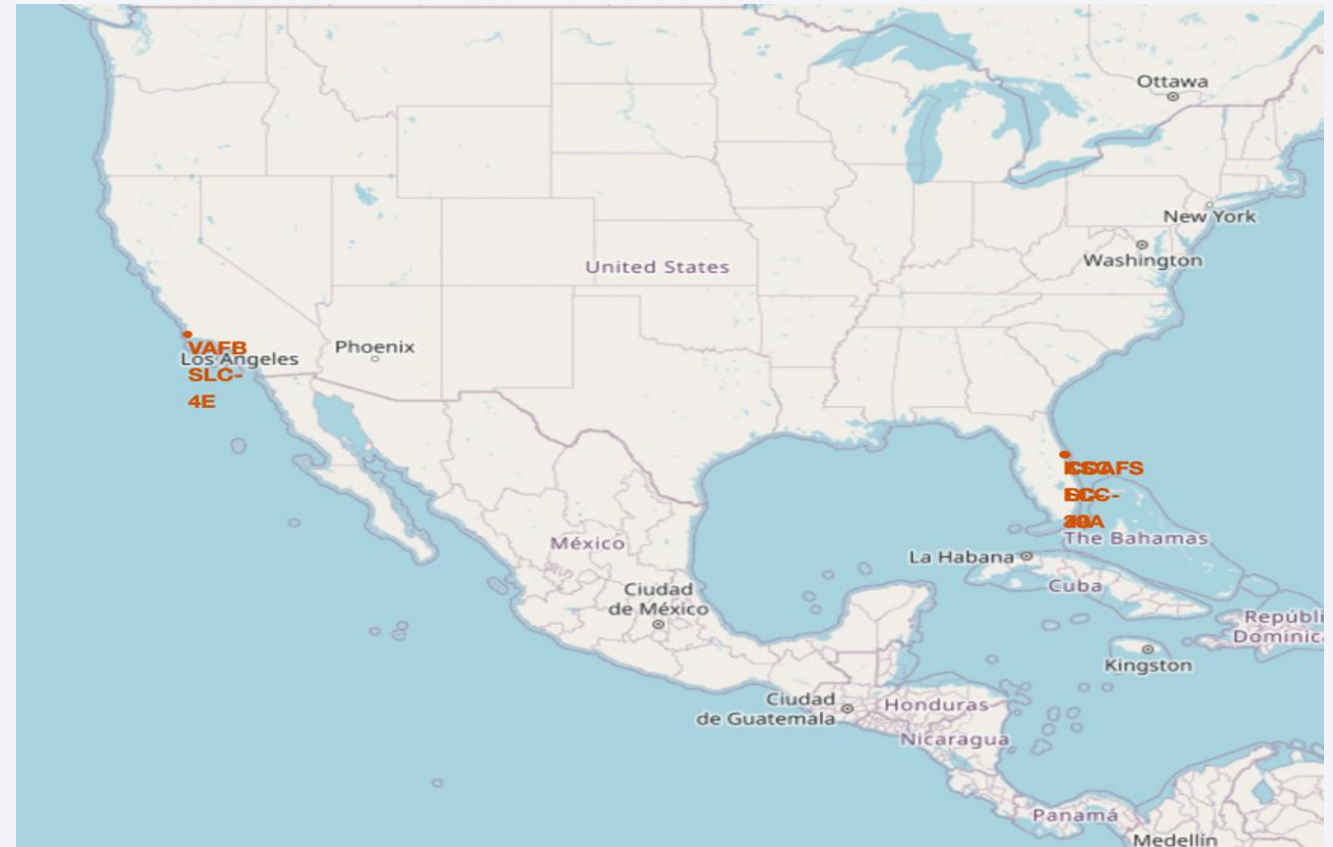 Ottawa
New York
Washington
United States
VAFB
SLC-
4E
Los Angeles
Phoenix
The Bahamas
México
La Habana
Cuba
Ciudad
de México
Repúbli
Dominica
Kingston
Ciudad
de Guatemala
Honduras
Nicaragua
Panamá
Medellín